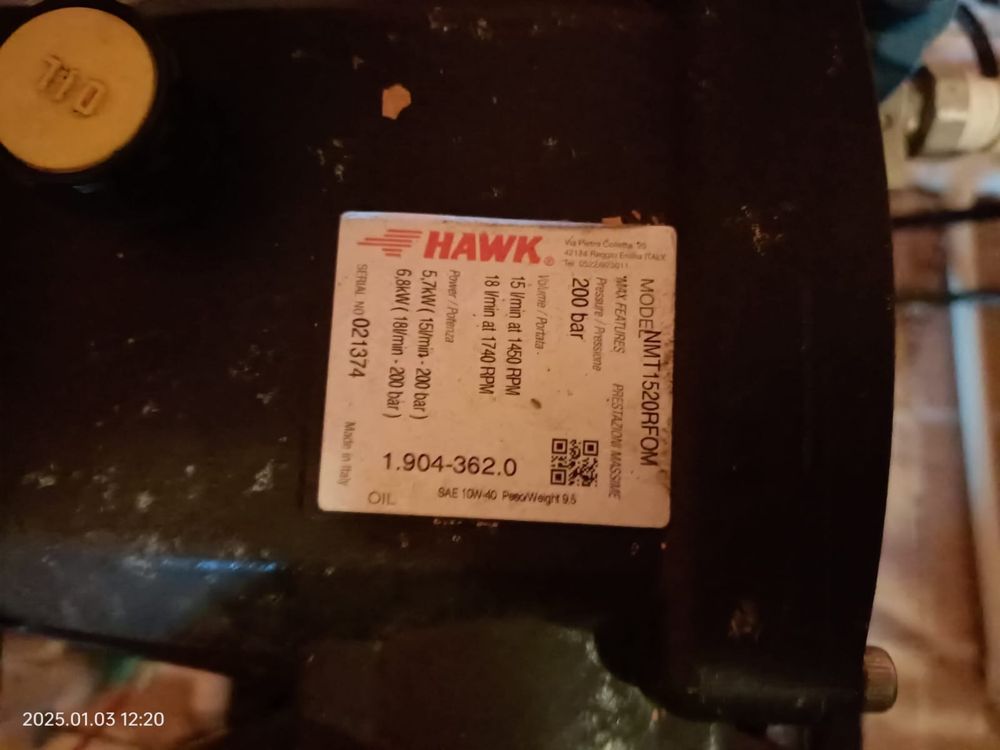 OIL
HAWK®
Via Pietro Colletta, 20
42124 Reggio Emilia ITALY
Tel.
MODEL NMT1520RFOM
*MAX FEATURES PRESTAZIONI MASSIME
Pressure / Pressione
200 bar
Volume / Portata
15 l/min at 1450 RPM
18 l/min at 1740 RPM
Power / Potenza
5,7kW ( 15l/min - 200 bar )
6,8kW ( 18l/min - 200 bar )
SERIAL NO 021374
Made in Italy
1.904-362.0
OIL SAE 10W-40 Peso/Weight 9.5
2025.01.03 12:20